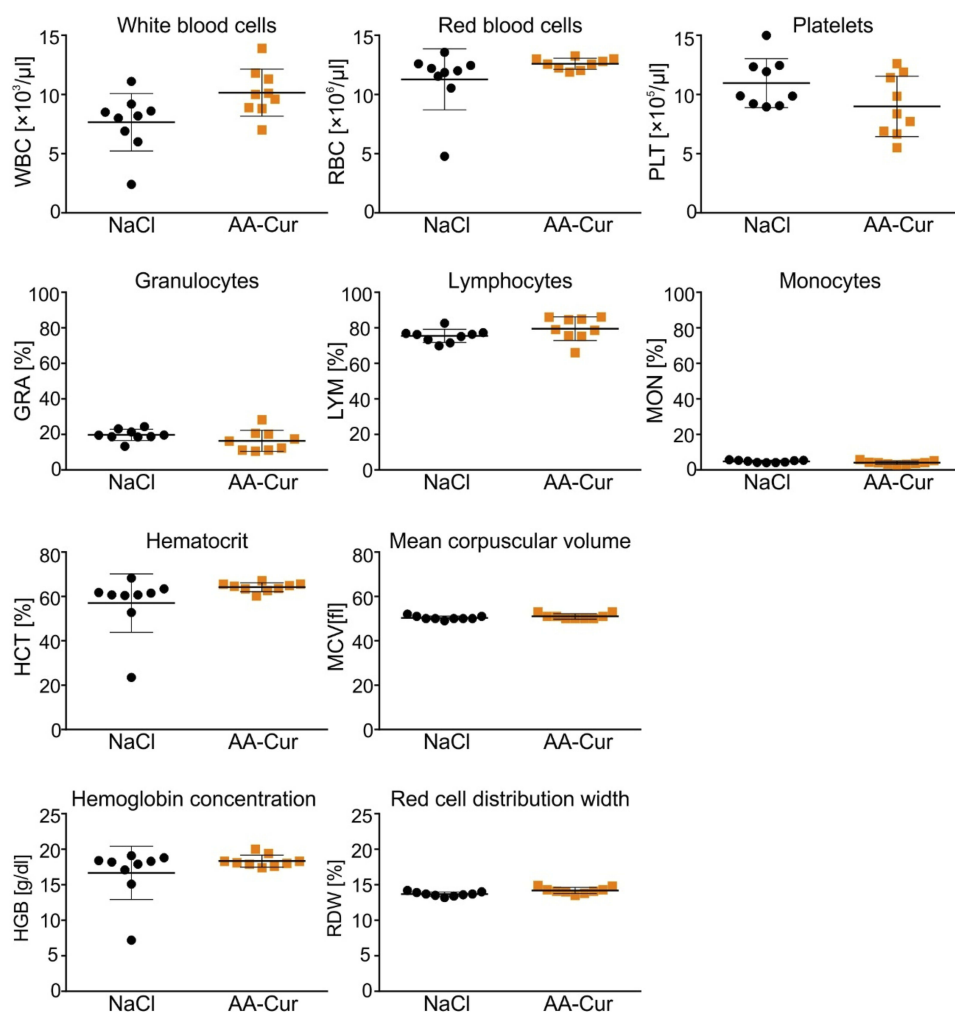 White blood cells
WBC [×10³/µl]
15
10
5
0
NaCl
AA-Cur
Red blood cells
RBC [×10⁶/µl]
15
10
5
0
NaCl
AA-Cur
Platelets
PLT [×10⁵/µl]
15
10
5
0
NaCl
AA-Cur
Granulocytes
GRA [%]
100
80
60
40
20
0
NaCl
AA-Cur
Lymphocytes
LYM [%]
100
80
60
40
20
0
NaCl
AA-Cur
Monocytes
MON [%]
100
80
60
40
20
0
NaCl
AA-Cur
Hematocrit
HCT [%]
80
60
40
20
0
NaCl
AA-Cur
Mean corpuscular volume
MCV[fl]
80
60
40
20
0
NaCl
AA-Cur
Hemoglobin concentration
HGB [g/dl]
25
20
15
10
5
0
NaCl
AA-Cur
Red cell distribution width
RDW [%]
25
20
15
10
5
0
NaCl
AA-Cur